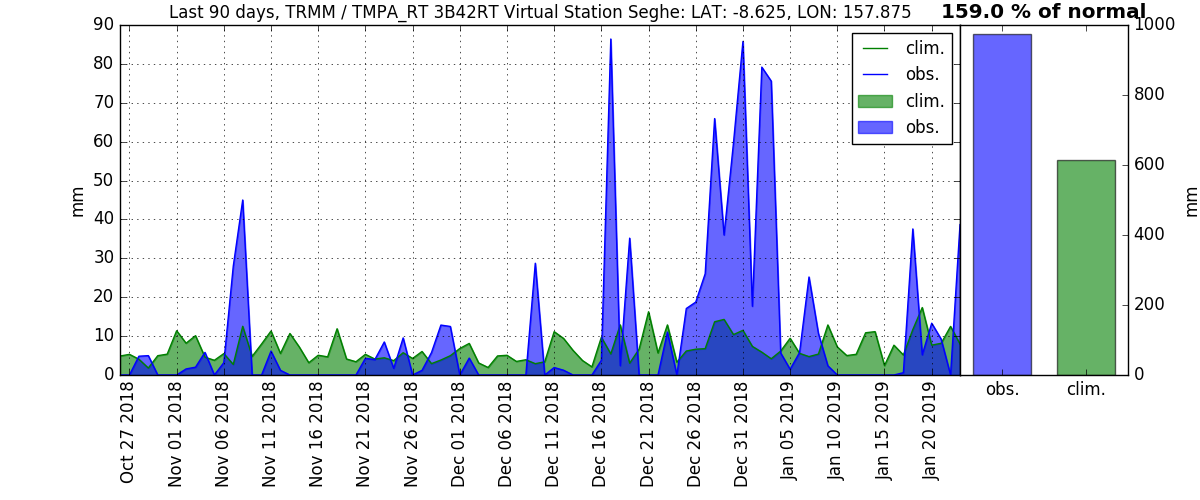 Last 90 days, TRMM / TMPA_RT 3B42RT Virtual Station Seghe: LAT: -8.625, LON: 157.875
159.0 % of normal
90
80
70
60
50
40
30
20
10
0
mm
clim.
obs.
clim.
obs.
Oct 27 2018
Nov 01 2018
Nov 06 2018
Nov 11 2018
Nov 16 2018
Nov 21 2018
Nov 26 2018
Dec 01 2018
Dec 06 2018
Dec 11 2018
Dec 16 2018
Dec 21 2018
Dec 26 2018
Dec 31 2018
Jan 05 2019
Jan 10 2019
Jan 15 2019
Jan 20 2019
1000
800
600
400
200
0
mm
obs.
clim.